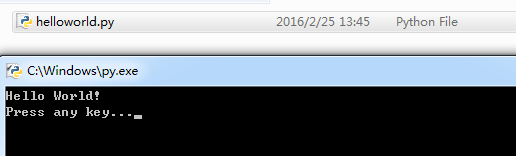 helloworld.py 2016/2/25 13:45 Python File
C:\Windows\py.exe
Hello World!
Press any key..._